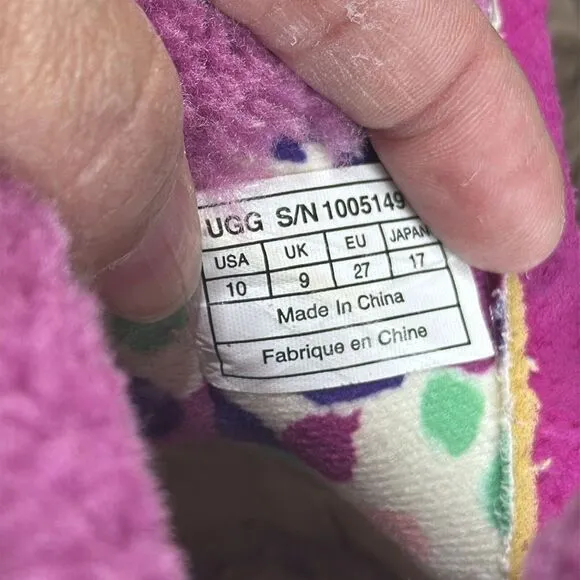 UGG S/N 1005149
USA UK EU JAPAN
10 9 27 17
Made In China
Fabrique en Chine